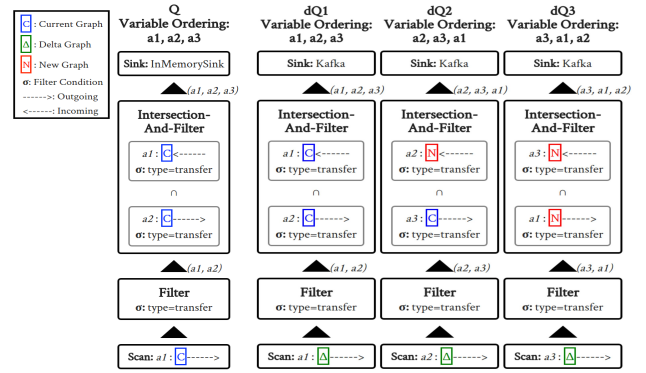 C : Current Graph
Δ : Delta Graph
N : New Graph
σ: Filter Condition
------>: Outgoing
<------: Incoming
Q
Variable Ordering:
a1, a2, a3
Sink: InMemorySink
(a1, a2, a3)
Intersection-
And-Filter
a1 : C <------
σ: type=transfer
∩
a2 : C ------>
σ: type=transfer
(a1, a2)
Filter
σ: type=transfer
Scan: a1 : C ------>
dQ1
Variable Ordering:
a1, a2, a3
Sink: Kafka
(a1, a2, a3)
Intersection-
And-Filter
a1 : C <------
σ: type=transfer
∩
a2 : C ------>
σ: type=transfer
(a1, a2)
Filter
σ: type=transfer
Scan: a1 : Δ ------>
dQ2
Variable Ordering:
a2, a3, a1
Sink: Kafka
(a2, a3, a1)
Intersection-
And-Filter
a2 : N <------
σ: type=transfer
∩
a3 : C ------>
σ: type=transfer
(a2, a3)
Filter
σ: type=transfer
Scan: a2 : Δ ------>
dQ3
Variable Ordering:
a3, a1, a2
Sink: Kafka
(a3, a1, a2)
Intersection-
And-Filter
a3 : N <------
σ: type=transfer
∩
a1 : N ------>
σ: type=transfer
(a3, a1)
Filter
σ: type=transfer
Scan: a3 : Δ ------>